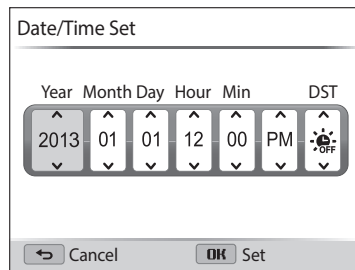 Date/Time Set
Year Month Day Hour Min DST
2013 01 01 12 00 PM OFF
Cancel OK Set